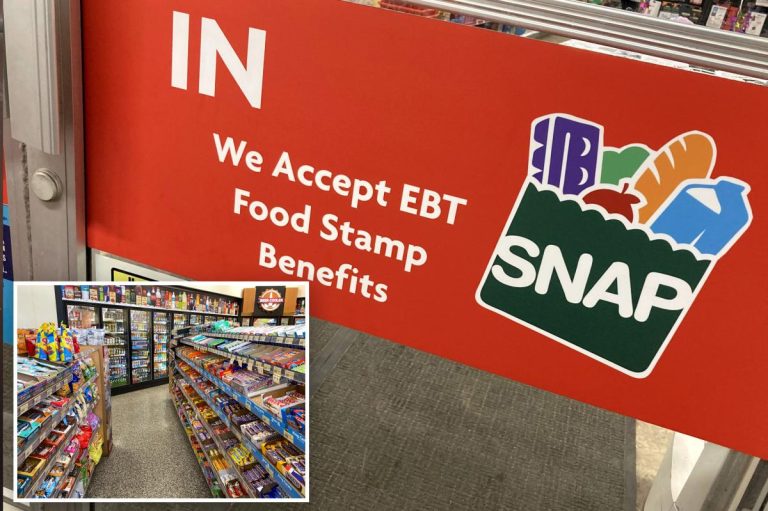 IN
We Accept EBT
Food Stamp
Benefits
SNAP